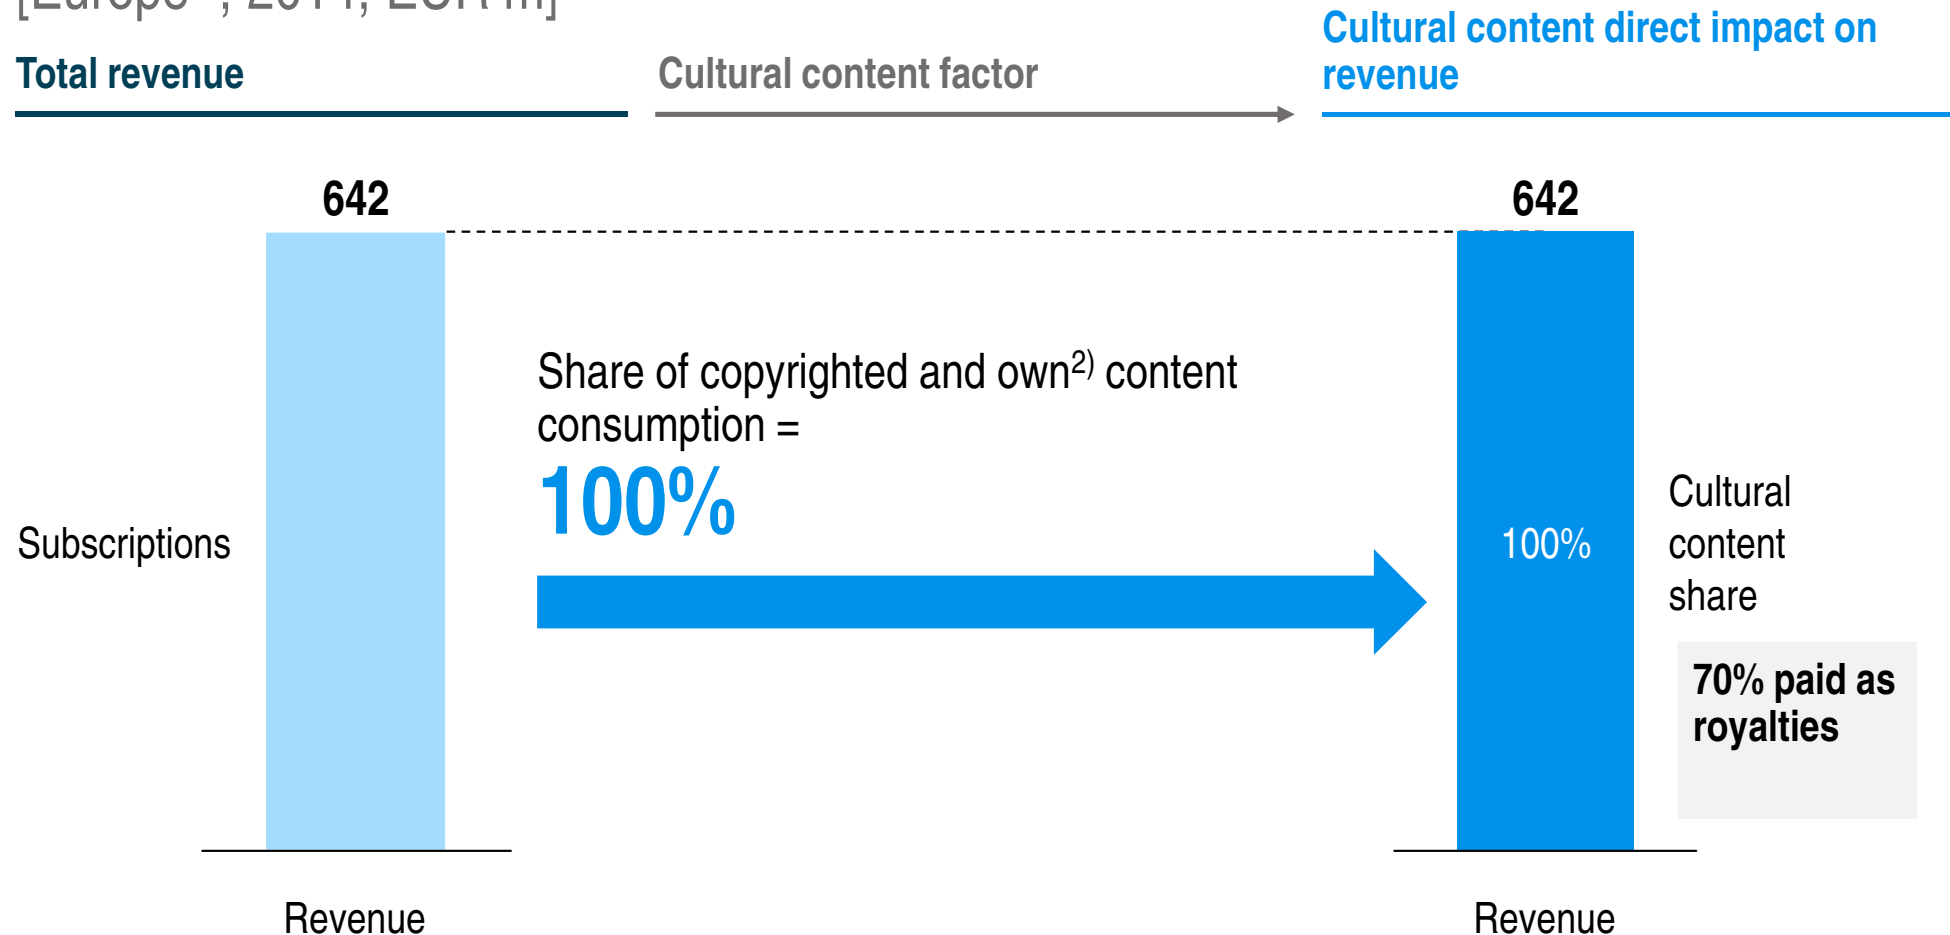 Total revenue
Cultural content factor
Cultural content direct impact on
revenue
642
642
Share of copyrighted and own2) content
consumption =
100%
Subscriptions
100%
Cultural
content
share
70% paid as
royalties
Revenue
Revenue